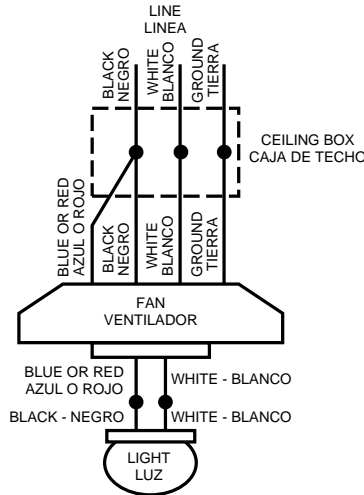 LINE
LINEA
BLACK
NEGRO
WHITE
BLANCO
GROUND
TIERRA
CEILING BOX
CAJA DE TECHO
BLUE OR RED
AZUL O ROJO
BLACK
NEGRO
WHITE
BLANCO
GROUND
TIERRA
FAN
VENTILADOR
BLUE OR RED
AZUL O ROJO
WHITE - BLANCO
BLACK - NEGRO
WHITE - BLANCO
LIGHT
LUZ